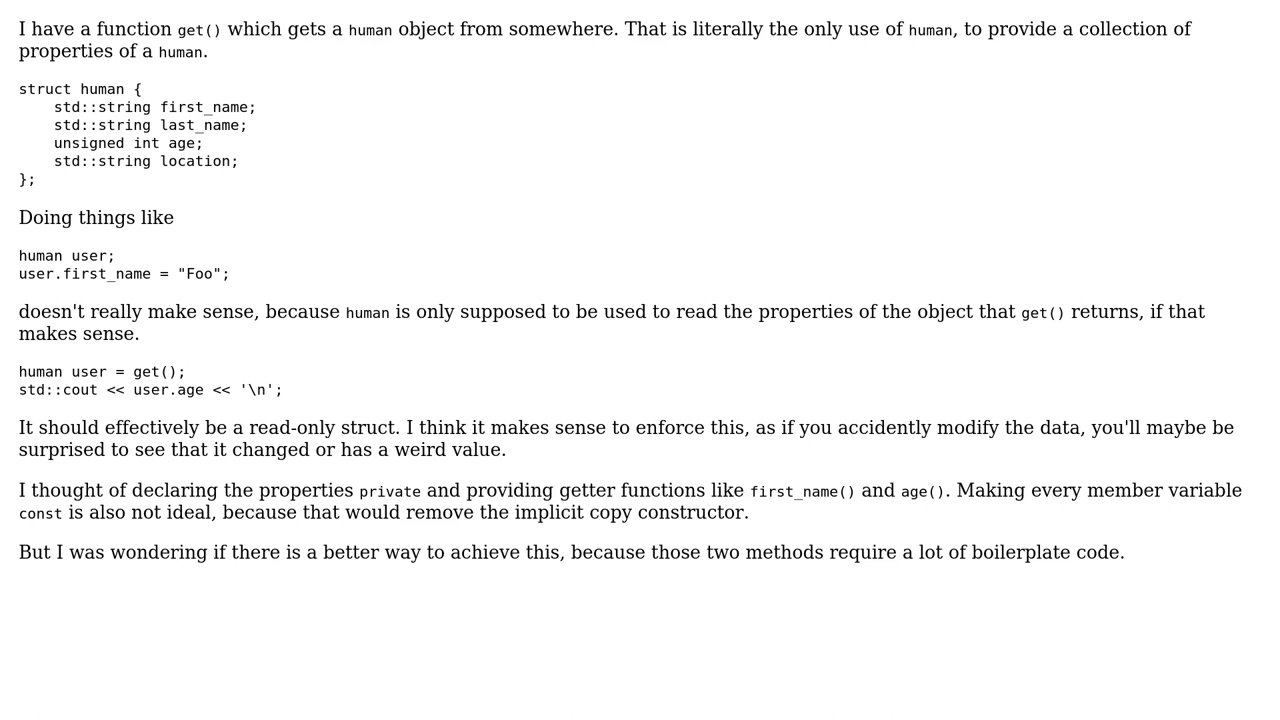 I have a function get() which gets a human object from somewhere. That is literally the only use of human, to provide a collection of
properties of a human.
struct human {
    std::string first_name;
    std::string last_name;
    unsigned int age;
    std::string location;
};
Doing things like
human user;
user.first_name = "Foo";
doesn't really make sense, because human is only supposed to be used to read the properties of the object that get() returns, if that
makes sense.
human user = get();
std::cout << user.age << '\n';
It should effectively be a read-only struct. I think it makes sense to enforce this, as if you accidently modify the data, you'll maybe be
surprised to see that it changed or has a weird value.
I thought of declaring the properties private and providing getter functions like first_name() and age(). Making every member variable
const is also not ideal, because that would remove the implicit copy constructor.
But I was wondering if there is a better way to achieve this, because those two methods require a lot of boilerplate code.